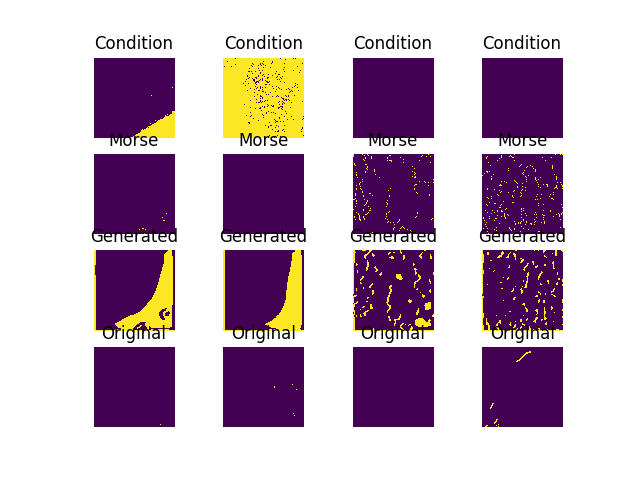 Condition Condition Condition Condition
Morse Morse Morse Morse
Generated Generated Generated Generated
Original Original Original Original